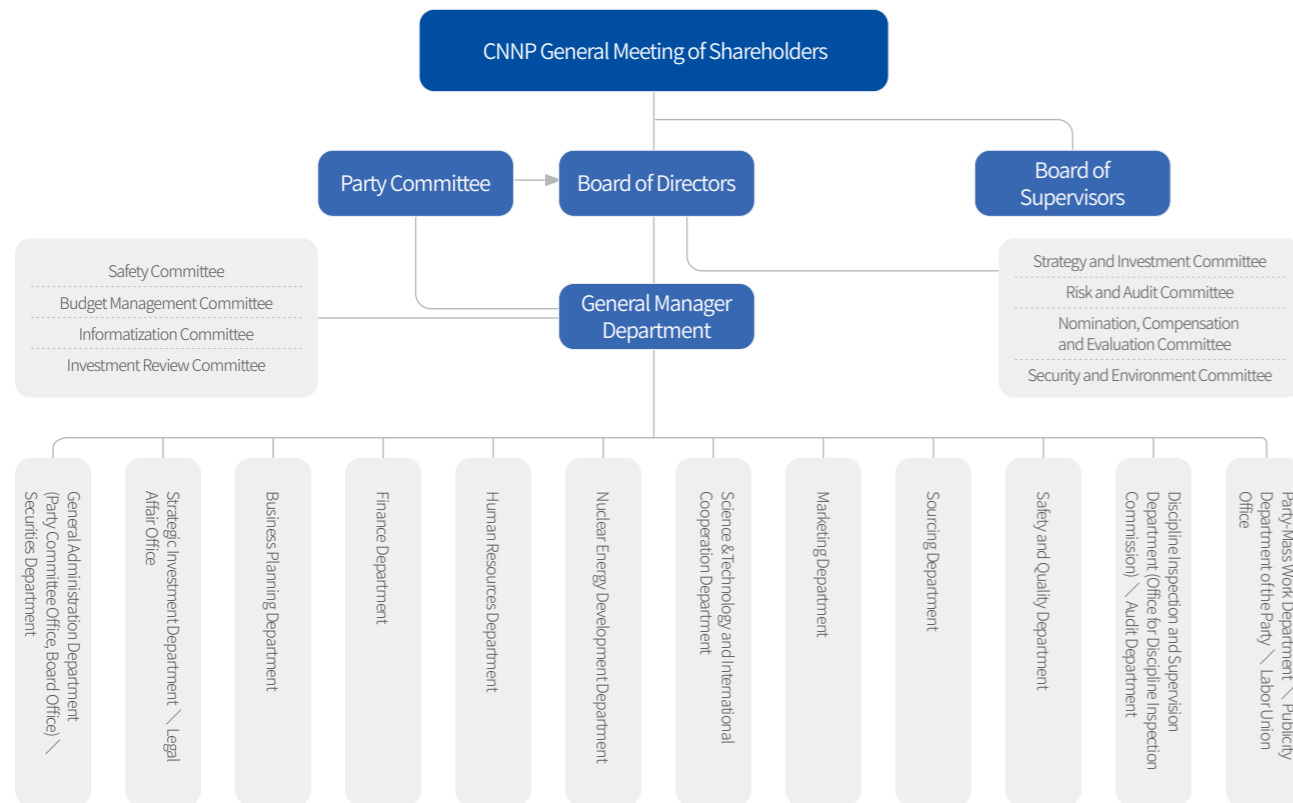 CNNP General Meeting of Shareholders
Party Committee
Board of Directors
Board of
Supervisors
Safety Committee
Budget Management Committee
Informatization Committee
Investment Review Committee
General Manager
Department
Strategy and Investment Committee
Risk and Audit Committee
Nomination, Compensation
and Evaluation Committee
Security and Environment Committee
General Administration Department
(Party Committee Office, Board Office) \
Securities Department
Strategic Investment Department \ Legal
Affair Office
Business Planning Department
Finance Department
Human Resources Department
Nuclear Energy Development Department
Science &Technology and International
Cooperation Department
Marketing Department
Sourcing Department
Safety and Quality Department
Discipline Inspection and Supervision
Department (Office for Discipline Inspection
Commission) \ Audit Department
Party-Mass Work Department \ Publicity
Department of the Party \ Labor Union
Office